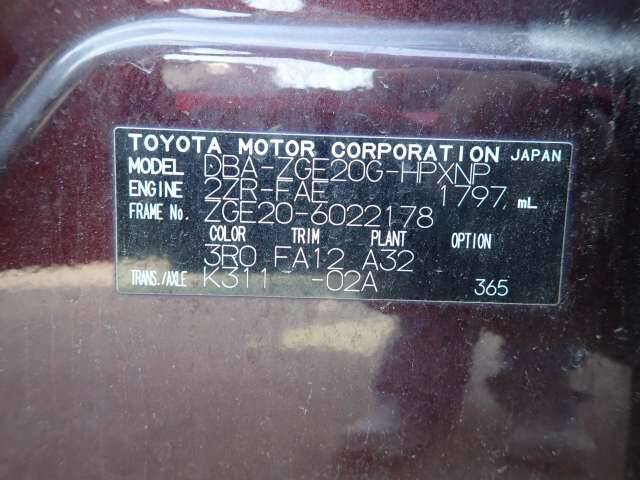 TOYOTA MOTOR CORPORATION JAPAN
MODEL DBA-ZGE20G-HPXNP
ENGINE 2ZR-FAE 1797 mL
FRAME No. ZGE20-6022178
COLOR TRIM PLANT OPTION
3R0 FA12 A32
TRANS./AXLE K311 -02A 365